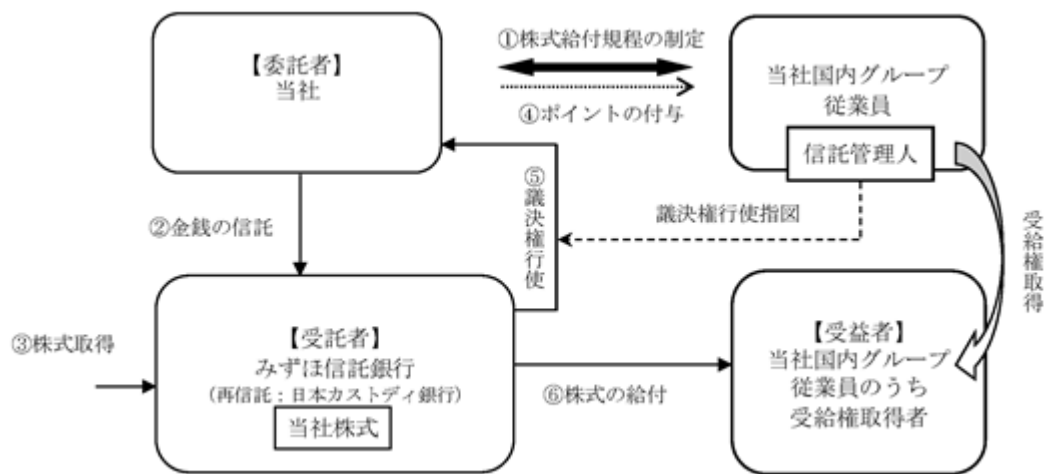 ①株式給付規程の制定
【委託者】
当社
④ポイントの付与
当社国内グループ
従業員
信託管理人
②金銭の信託
⑤議決権行使
議決権行使指図
受給権取得
③株式取得
【受託者】
みずほ信託銀行
(再信託：日本カストディ銀行)
当社株式
⑥株式の給付
【受益者】
当社国内グループ
従業員のうち
受給権取得者